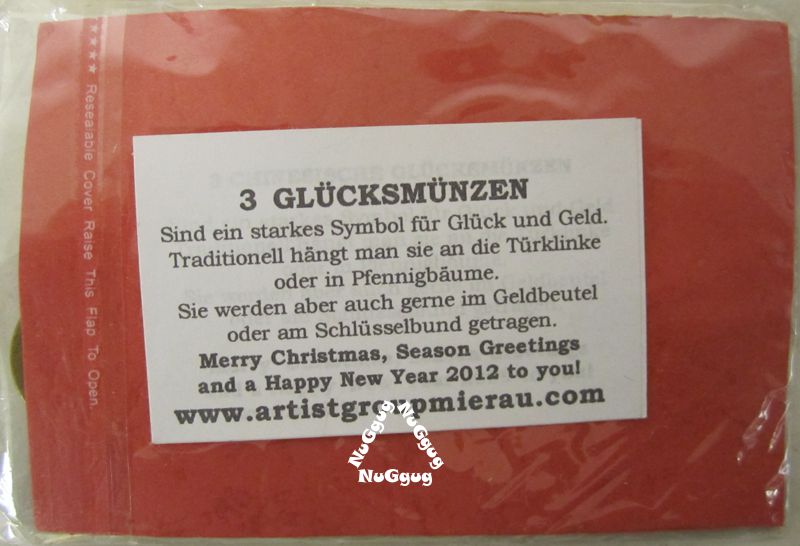 ★★★★ Resealable Cover Raise This Flap To Open
3 GLÜCKSMÜNZEN
Sind ein starkes Symbol für Glück und Geld.
Traditionell hängt man sie an die Türklinke
oder in Pfennigbäume.
Sie werden aber auch gerne im Geldbeutel
oder am Schlüsselbund getragen.
Merry Christmas, Season Greetings
and a Happy New Year 2012 to you!
www.artistgroupmierau.com
NuGgug
NuGgug
NuGgug